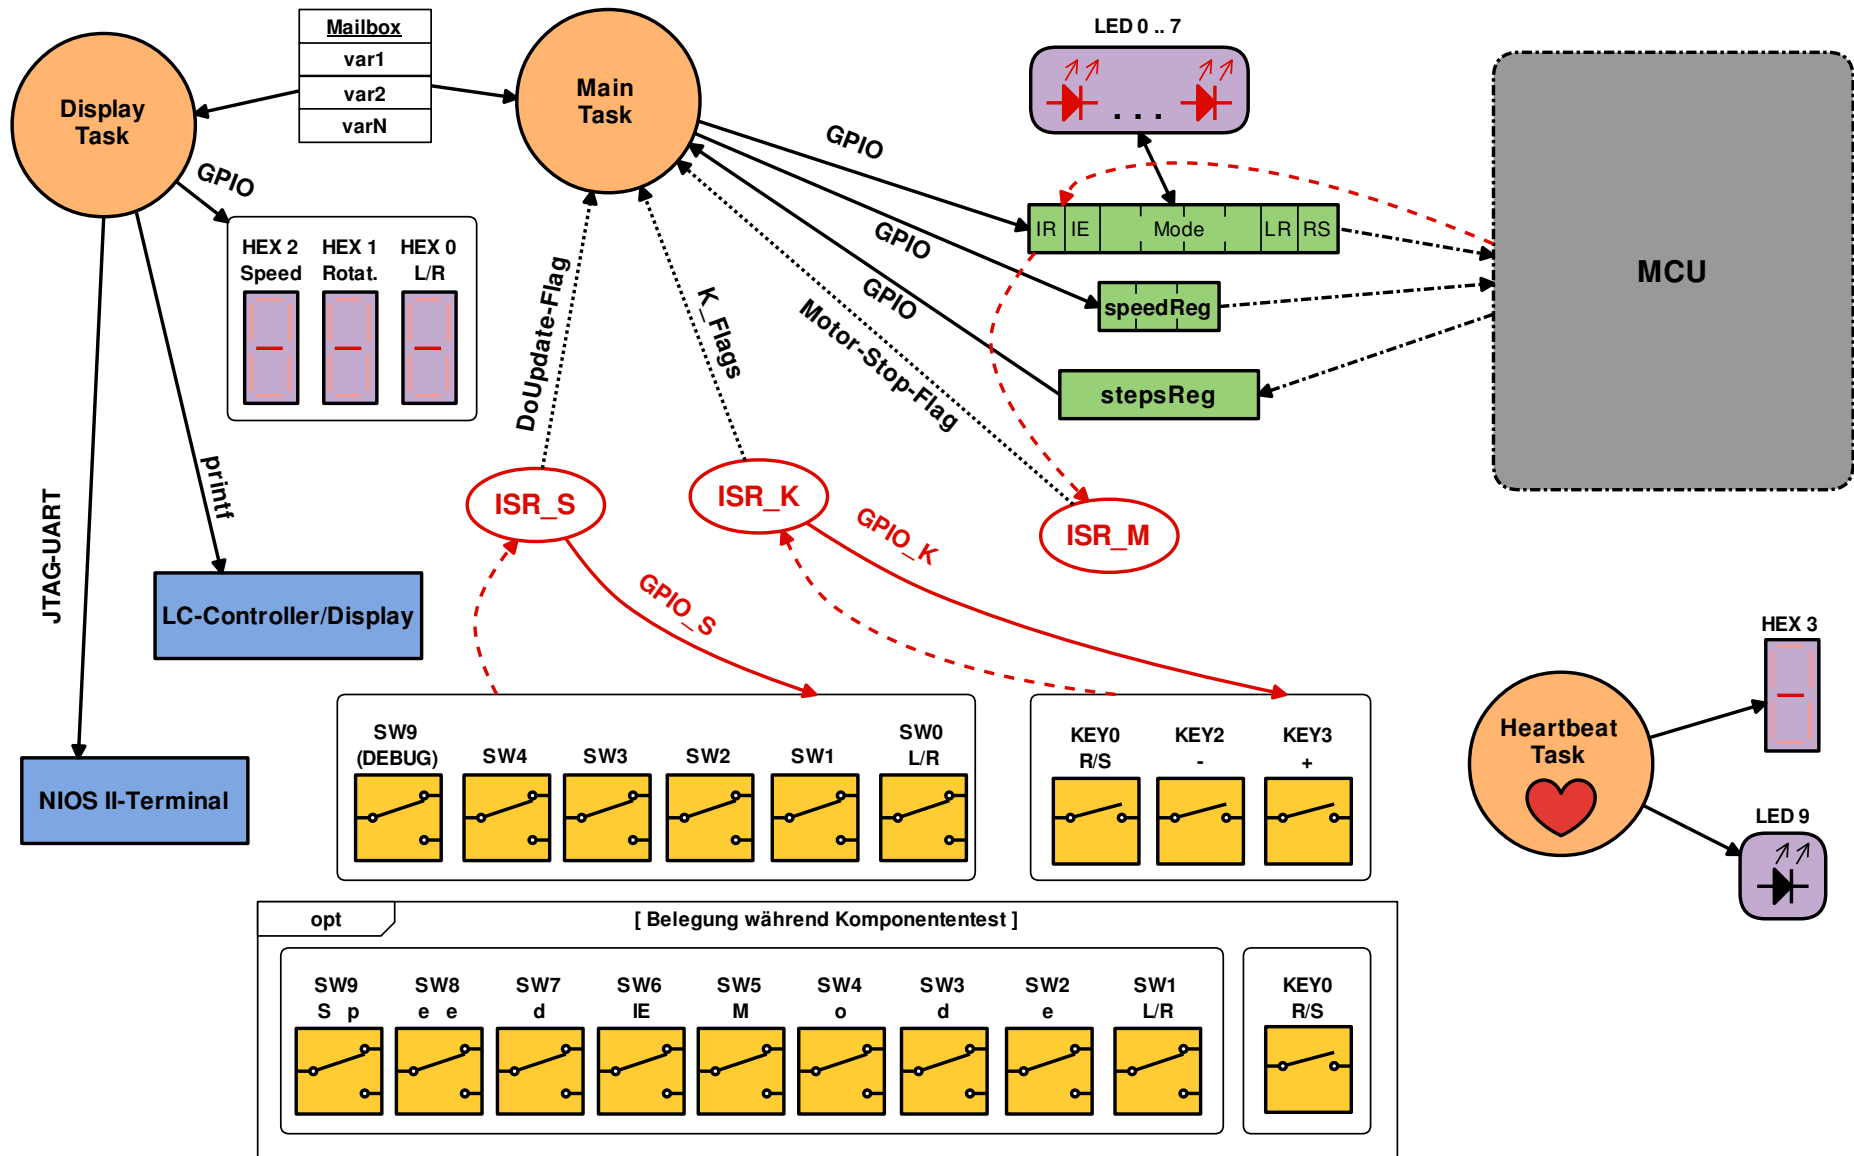 Mailbox
var1
var2
varN
Display
Task
Main
Task
LED 0 .. 7
. . .
GPIO
GPIO
GPIO
GPIO
IR IE Mode LR RS
speedReg
stepsReg
MCU
HEX 2
Speed
HEX 1
Rotat.
HEX 0
L/R
DoUpdate-Flag
K_Flags
Motor-Stop-Flag
printf
JTAG-UART
ISR_S
ISR_K
ISR_M
GPIO_S
GPIO_K
LC-Controller/Display
NIOS II-Terminal
SW9
(DEBUG)
SW4
SW3
SW2
SW1
SW0
L/R
KEY0
R/S
KEY2
-
KEY3
+
HEX 3
Heartbeat
Task
LED 9
opt
[ Belegung während Komponententest ]
SW9
S p
SW8
e e
SW7
d
SW6
IE
SW5
M
SW4
o
SW3
d
SW2
e
SW1
L/R
KEY0
R/S